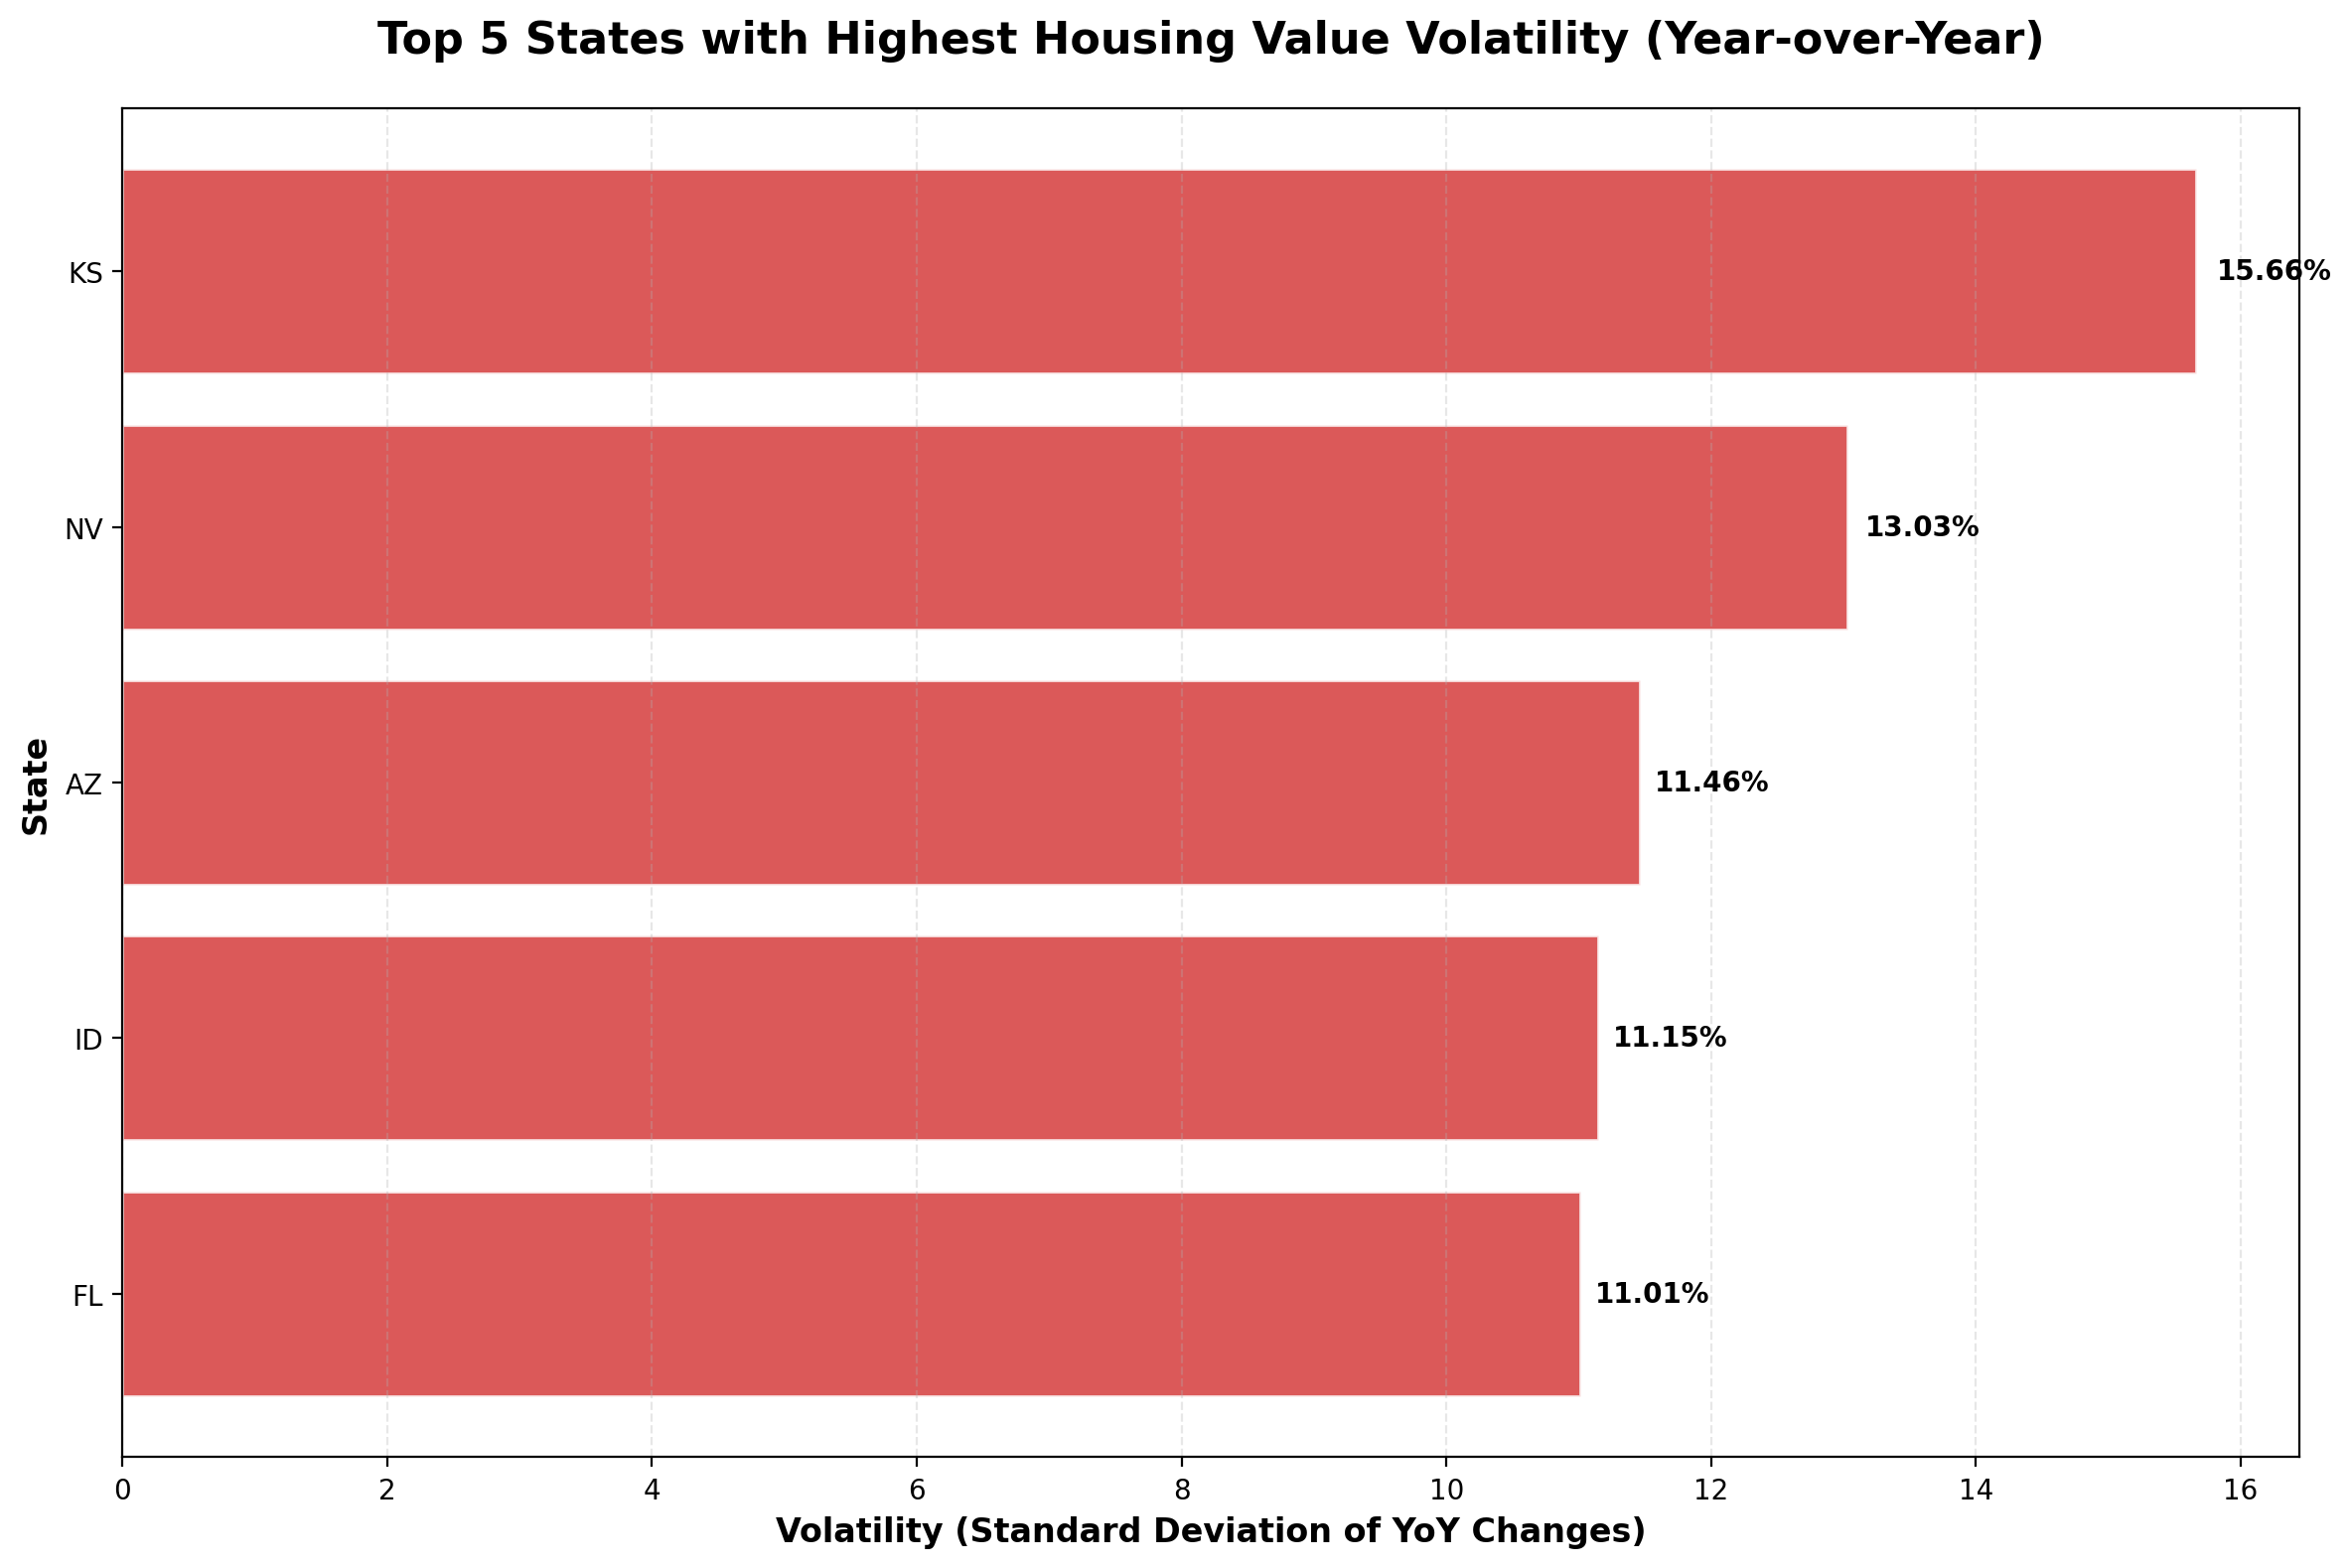 Top 5 States with Highest Housing Value Volatility (Year-over-Year)
KS
15.66%
NV
13.03%
State
AZ
11.46%
ID
11.15%
FL
11.01%
0 2 4 6 8 10 12 14 16
Volatility (Standard Deviation of YoY Changes)